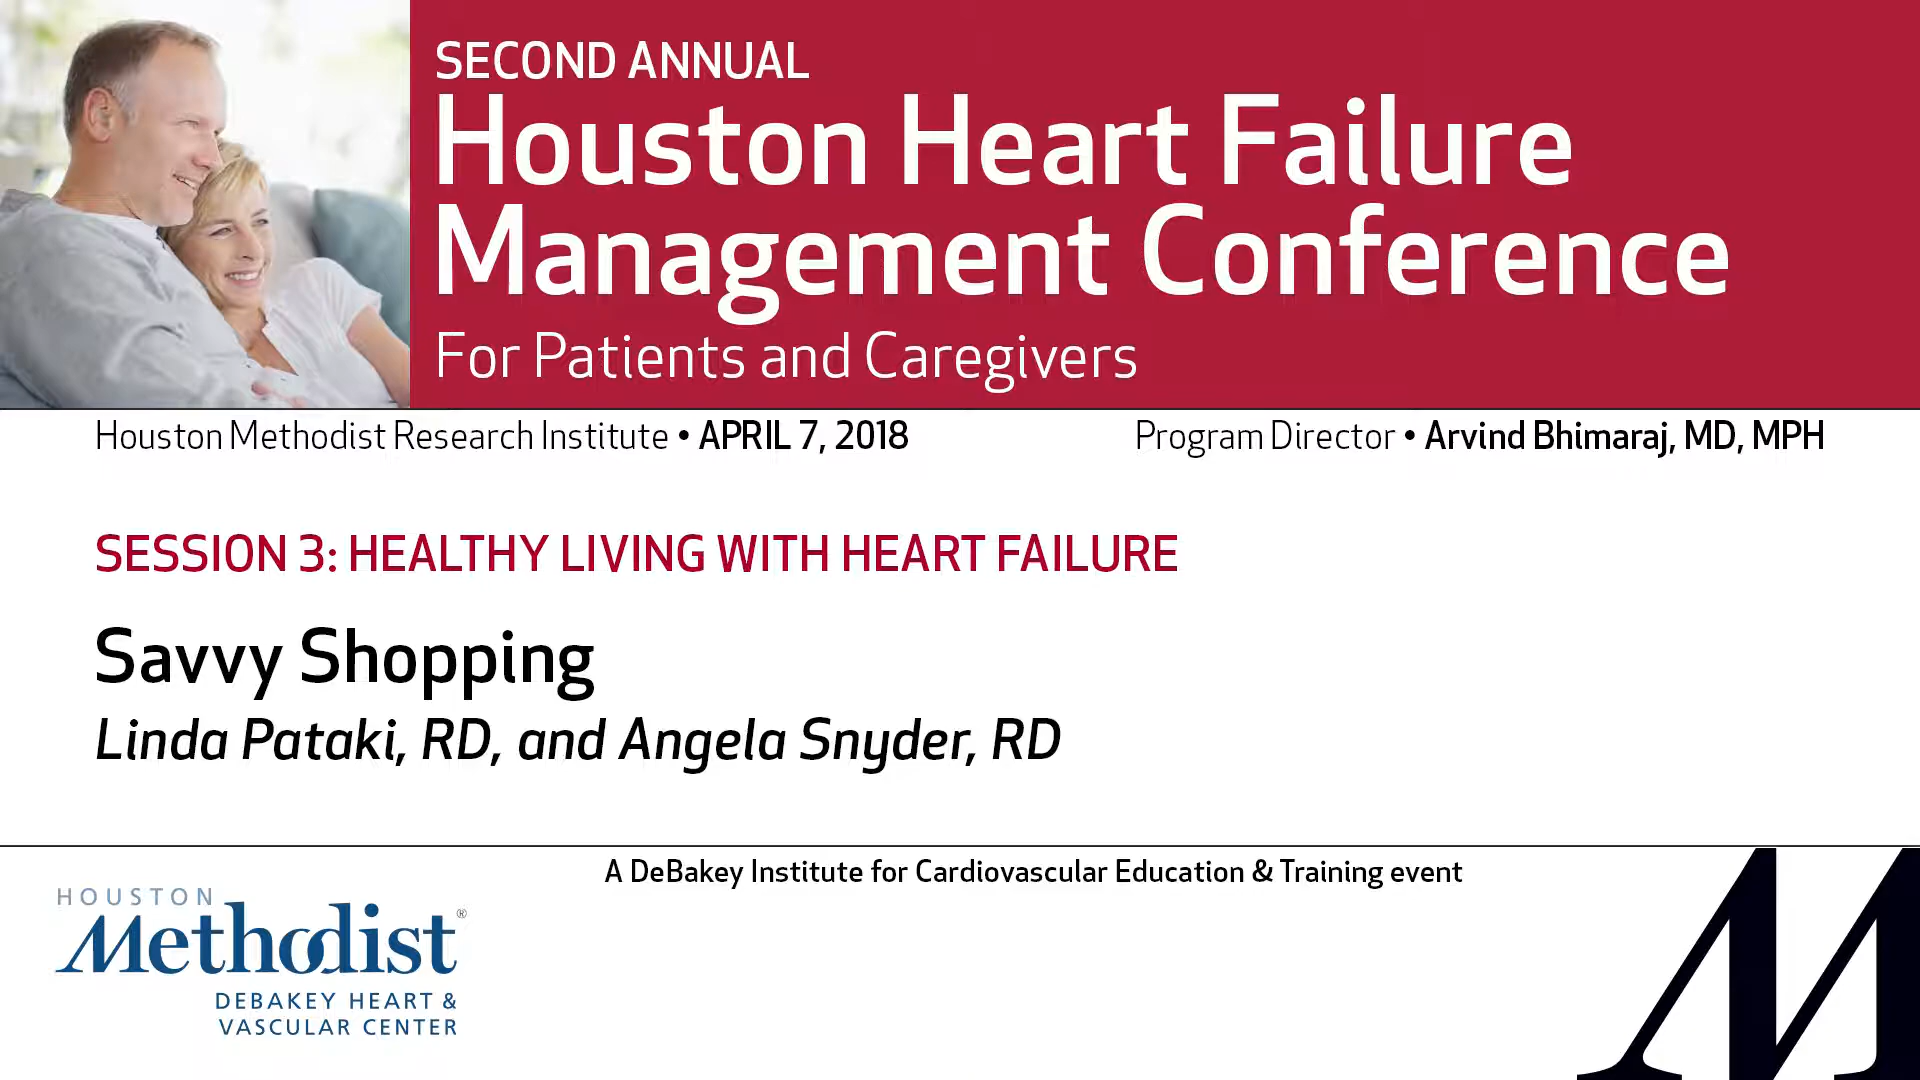 SECOND ANNUAL
Houston Heart Failure
Management Conference
For Patients and Caregivers
Houston Methodist Research Institute • APRIL 7, 2018
Program Director • Arvind Bhimaraj, MD, MPH
SESSION 3: HEALTHY LIVING WITH HEART FAILURE
Savvy Shopping
Linda Pataki, RD, and Angela Snyder, RD
A DeBakey Institute for Cardiovascular Education & Training event
HOUSTON
Methodist®
DEBAKEY HEART &
VASCULAR CENTER
M